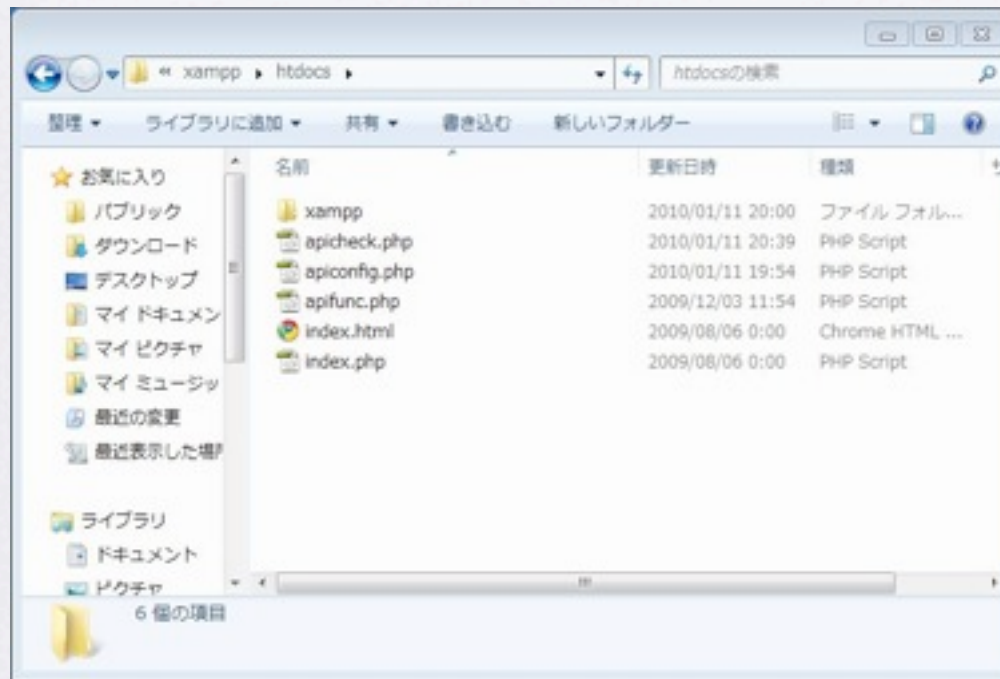 « xampp ▸ htdocs ▸
htdocsの検索
整理 ライブラリに追加 共有 書き込む 新しいフォルダー
名前 更新日時 種類
xampp 2010/01/11 20:00 ファイル フォル...
apicheck.php 2010/01/11 20:39 PHP Script
apiconfig.php 2010/01/11 19:54 PHP Script
apifunc.php 2009/12/03 11:54 PHP Script
index.html 2009/08/06 0:00 Chrome HTML ...
index.php 2009/08/06 0:00 PHP Script
お気に入り
パブリック
ダウンロード
デスクトップ
マイ ドキュメン
マイ ピクチャ
マイ ミュージッ
最近の変更
最近表示した場
ライブラリ
ドキュメント
ピクチャ
6 個の項目